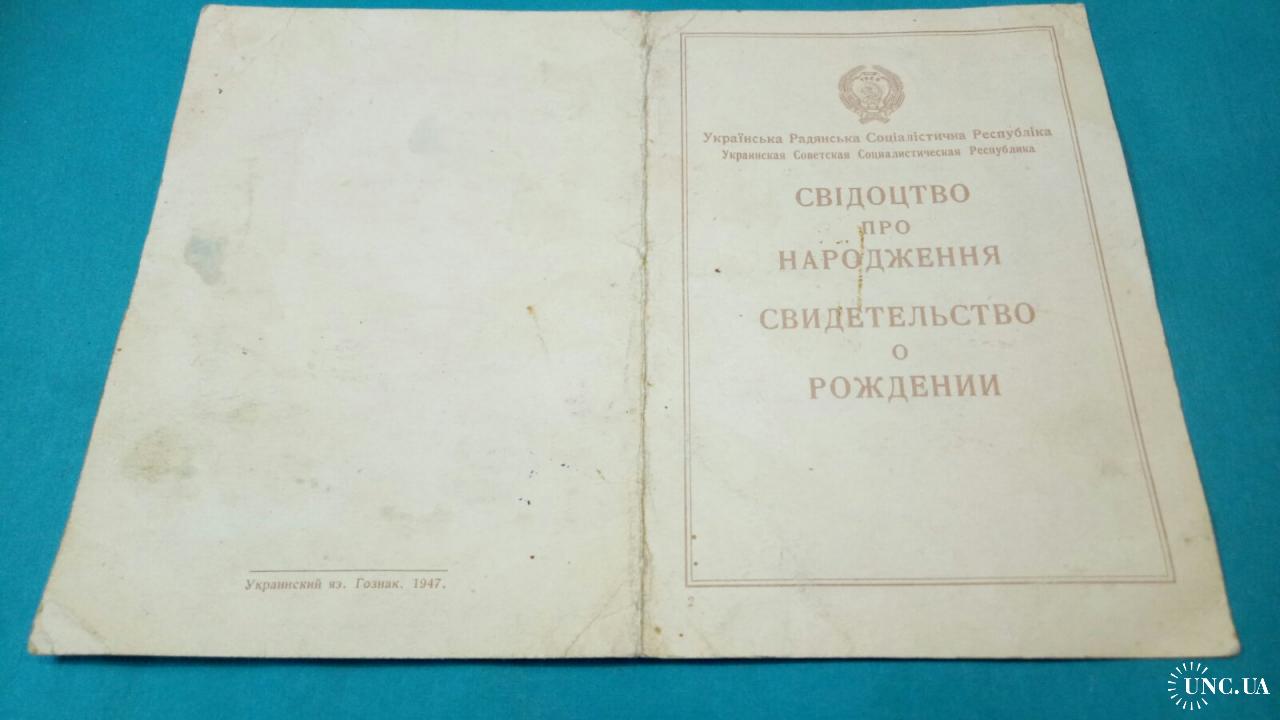 Українська Радянська Соціалістична Республіка
Украинская Советская Социалистическая Республика
СВІДОЦТВО
ПРО
НАРОДЖЕННЯ
СВИДЕТЕЛЬСТВО
О
РОЖДЕНИИ
2
Украинский яз. Гознак. 1947.
UNC.UA